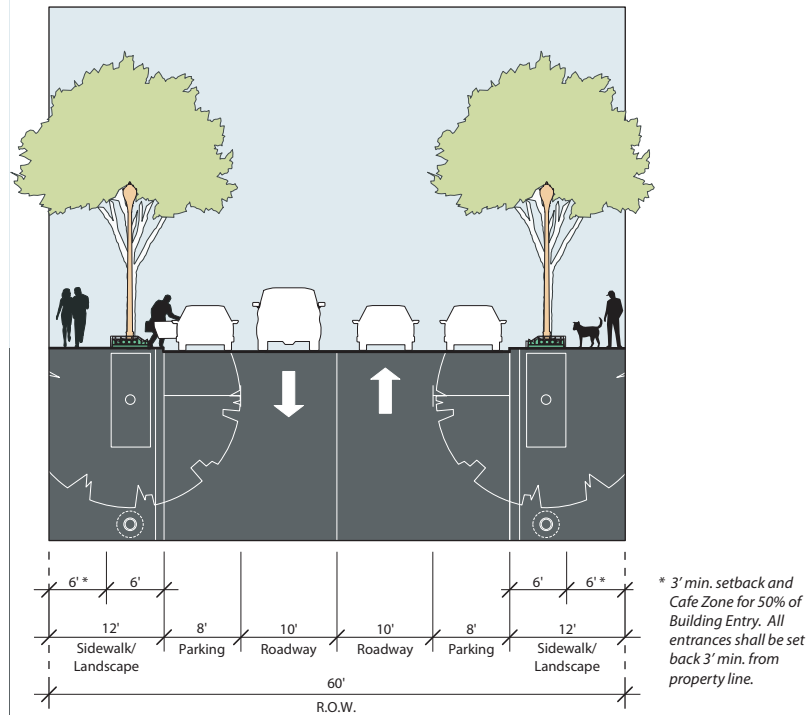 6' *
6'
6'
6' *
12'
8'
10'
10'
8'
12'
Sidewalk/
Landscape
Parking
Roadway
Roadway
Parking
Sidewalk/
Landscape
60'
R.O.W.
* 3' min. setback and
Cafe Zone for 50% of
Building Entry. All
entrances shall be set
back 3' min. from
property line.